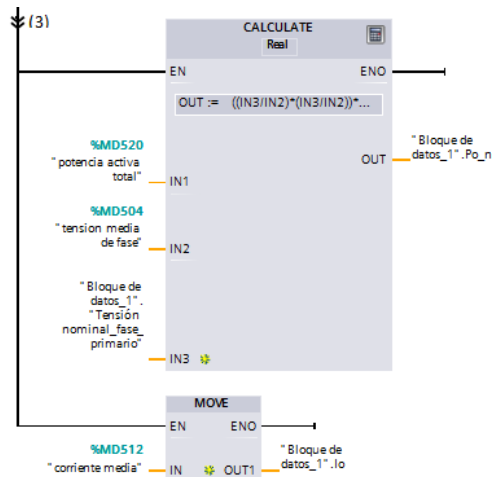 (3)
CALCULATE
Real
EN
ENO
OUT := ((IN3/IN2)*(IN3/IN2))*...
%MD520
"potencia activa
total"
IN1
OUT
"Bloque de
datos_1".Po_n
%MD504
"tension media
de fase"
IN2
"Bloque de
datos_1".
"Tensión
nominal_fase_
primario"
IN3
MOVE
EN
ENO
%MD512
"corriente media"
IN
OUT1
"Bloque de
datos_1".Io